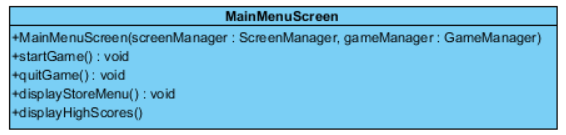 MainMenuScreen
+MainMenuScreen(screenManager : ScreenManager, gameManager : GameManager)
+startGame() : void
+quitGame() : void
+displayStoreMenu() : void
+displayHighScores()